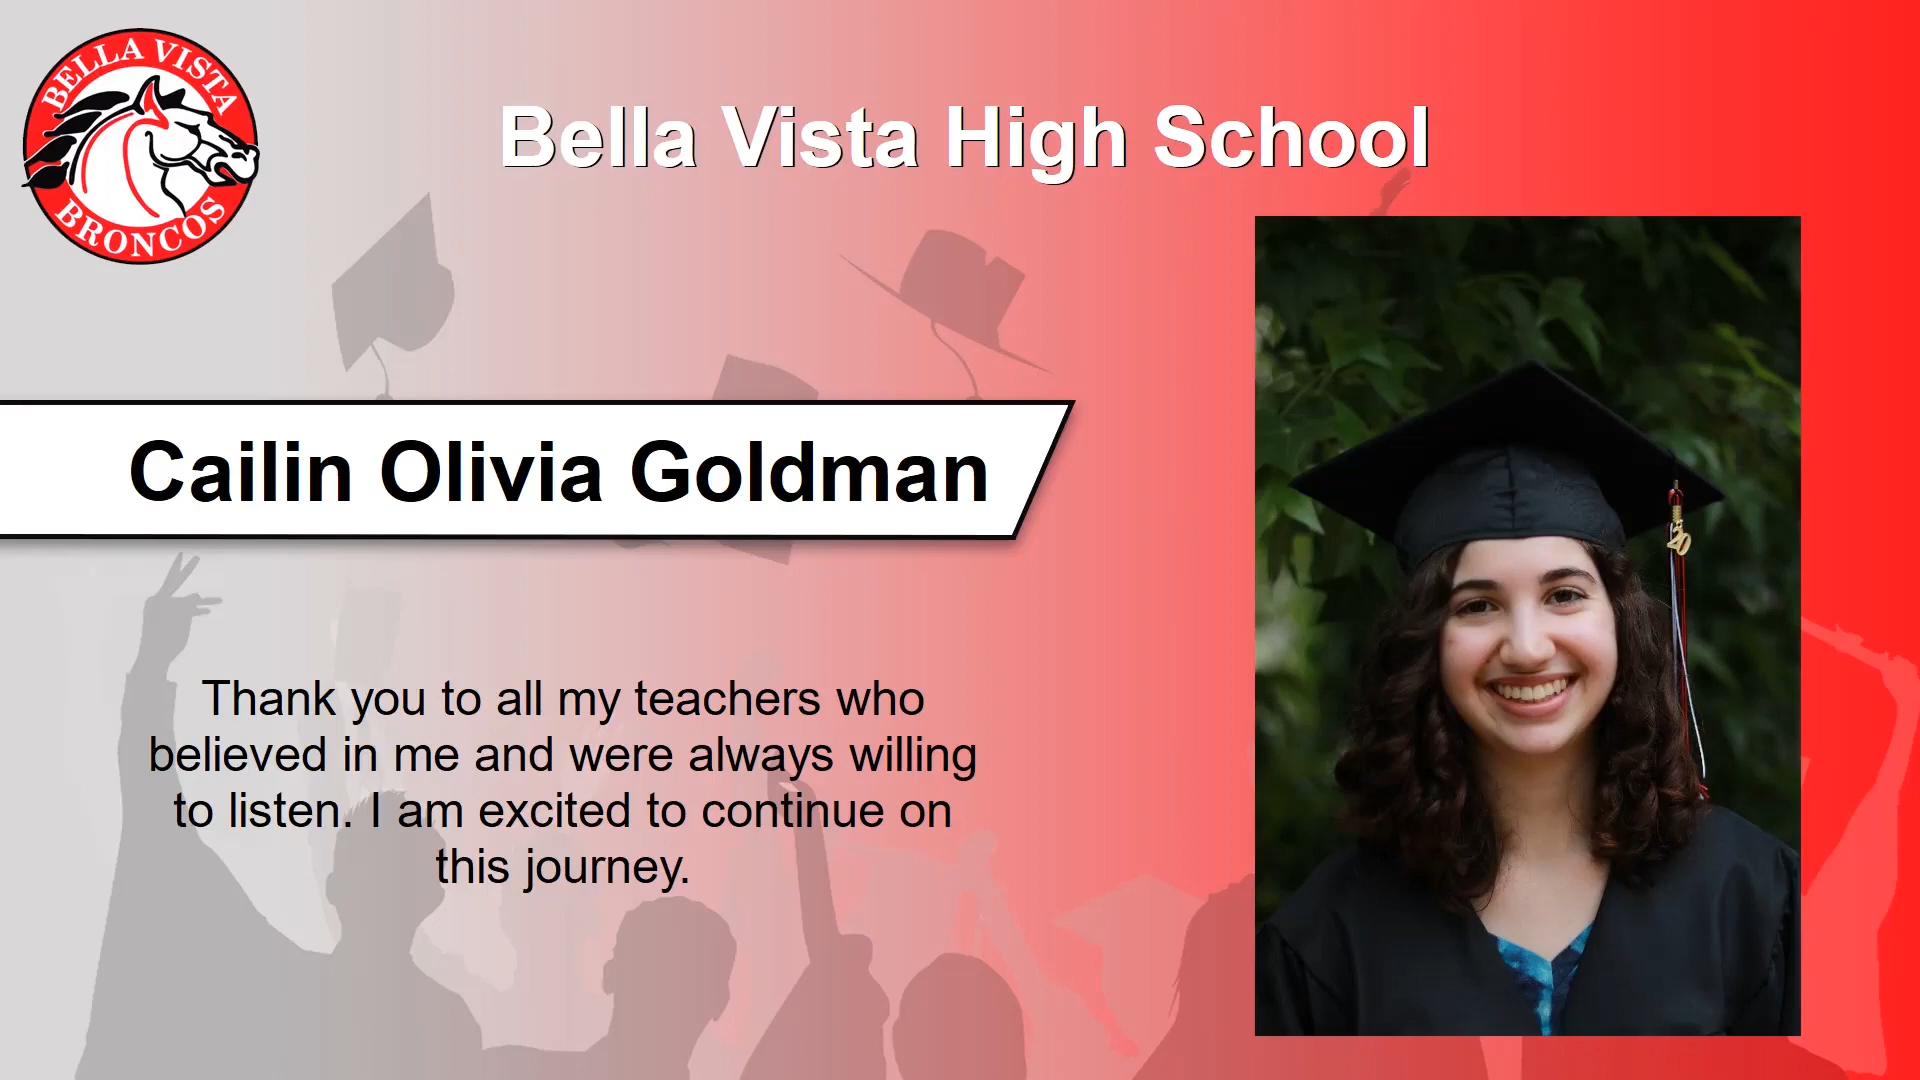 BELLA VISTA
BRONCOS
Bella Vista High School
Cailin Olivia Goldman
Thank you to all my teachers who
believed in me and were always willing
to listen. I am excited to continue on
this journey.
20